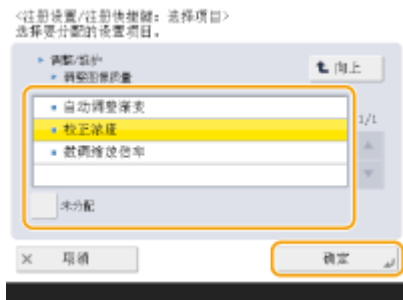 <注册设置/注册快捷键: 选择项目>
选择要分配的设置项目。
调整/维护
调整图像质量
向上
自动调整渐变
校正浓度
微调缩放倍率
1/1
未分配
取消
确定